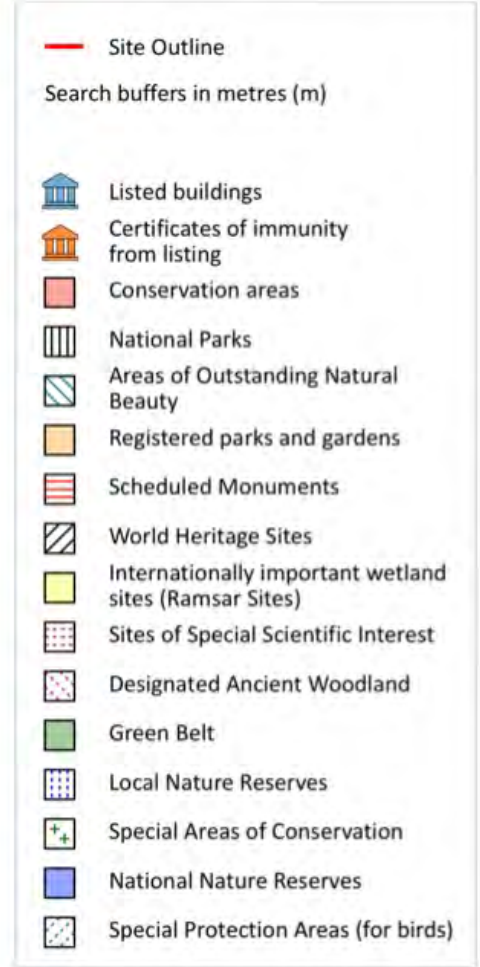 Site Outline
Search buffers in metres (m)
Listed buildings
Certificates of immunity
from listing
Conservation areas
National Parks
Areas of Outstanding Natural
Beauty
Registered parks and gardens
Scheduled Monuments
World Heritage Sites
Internationally important wetland
sites (Ramsar Sites)
Sites of Special Scientific Interest
Designated Ancient Woodland
Green Belt
Local Nature Reserves
Special Areas of Conservation
National Nature Reserves
Special Protection Areas (for birds)